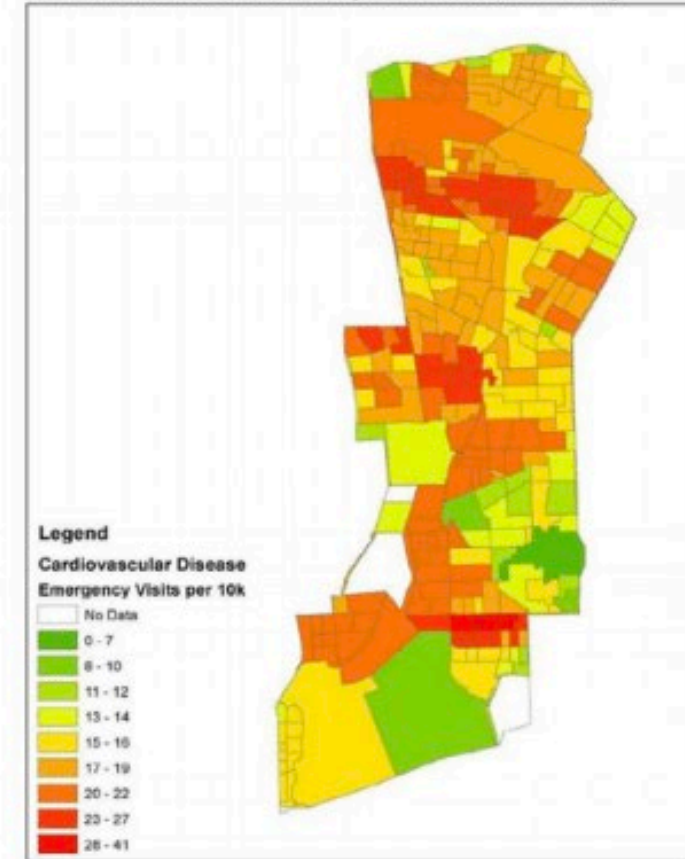 Legend
Cardiovascular Disease
Emergency Visits per 10k
No Data
0 - 7
8 - 10
11 - 12
13 - 14
15 - 16
17 - 19
20 - 22
23 - 27
28 - 41